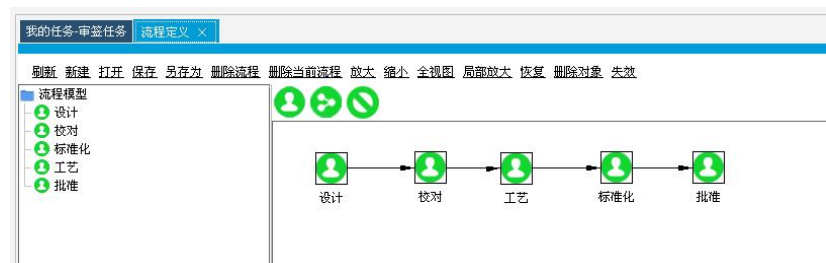 我的任务-审签任务 流程定义 ×
刷新 新建 打开 保存 另存为 删除流程 删除当前流程 放大 缩小 全视图 局部放大 恢复 删除对象 失效
流程模型
设计
校对
标准化
工艺
批准
设计 校对 工艺 标准化 批准